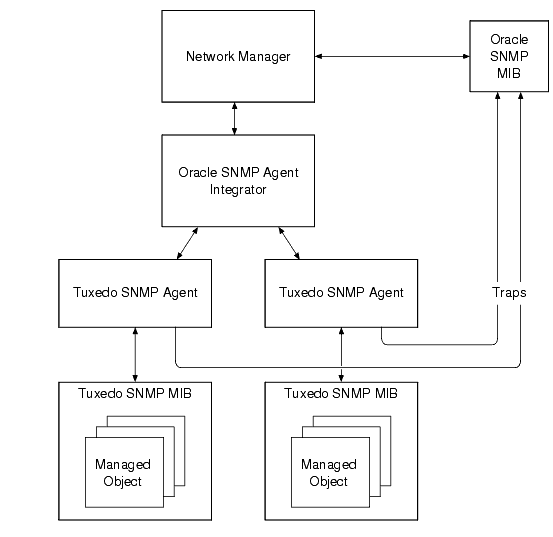 Network Manager
Oracle
SNMP
MIB
Oracle SNMP Agent
Integrator
Tuxedo SNMP Agent
Tuxedo SNMP Agent
Traps
Tuxedo SNMP MIB
Managed
Object
Tuxedo SNMP MIB
Managed
Object